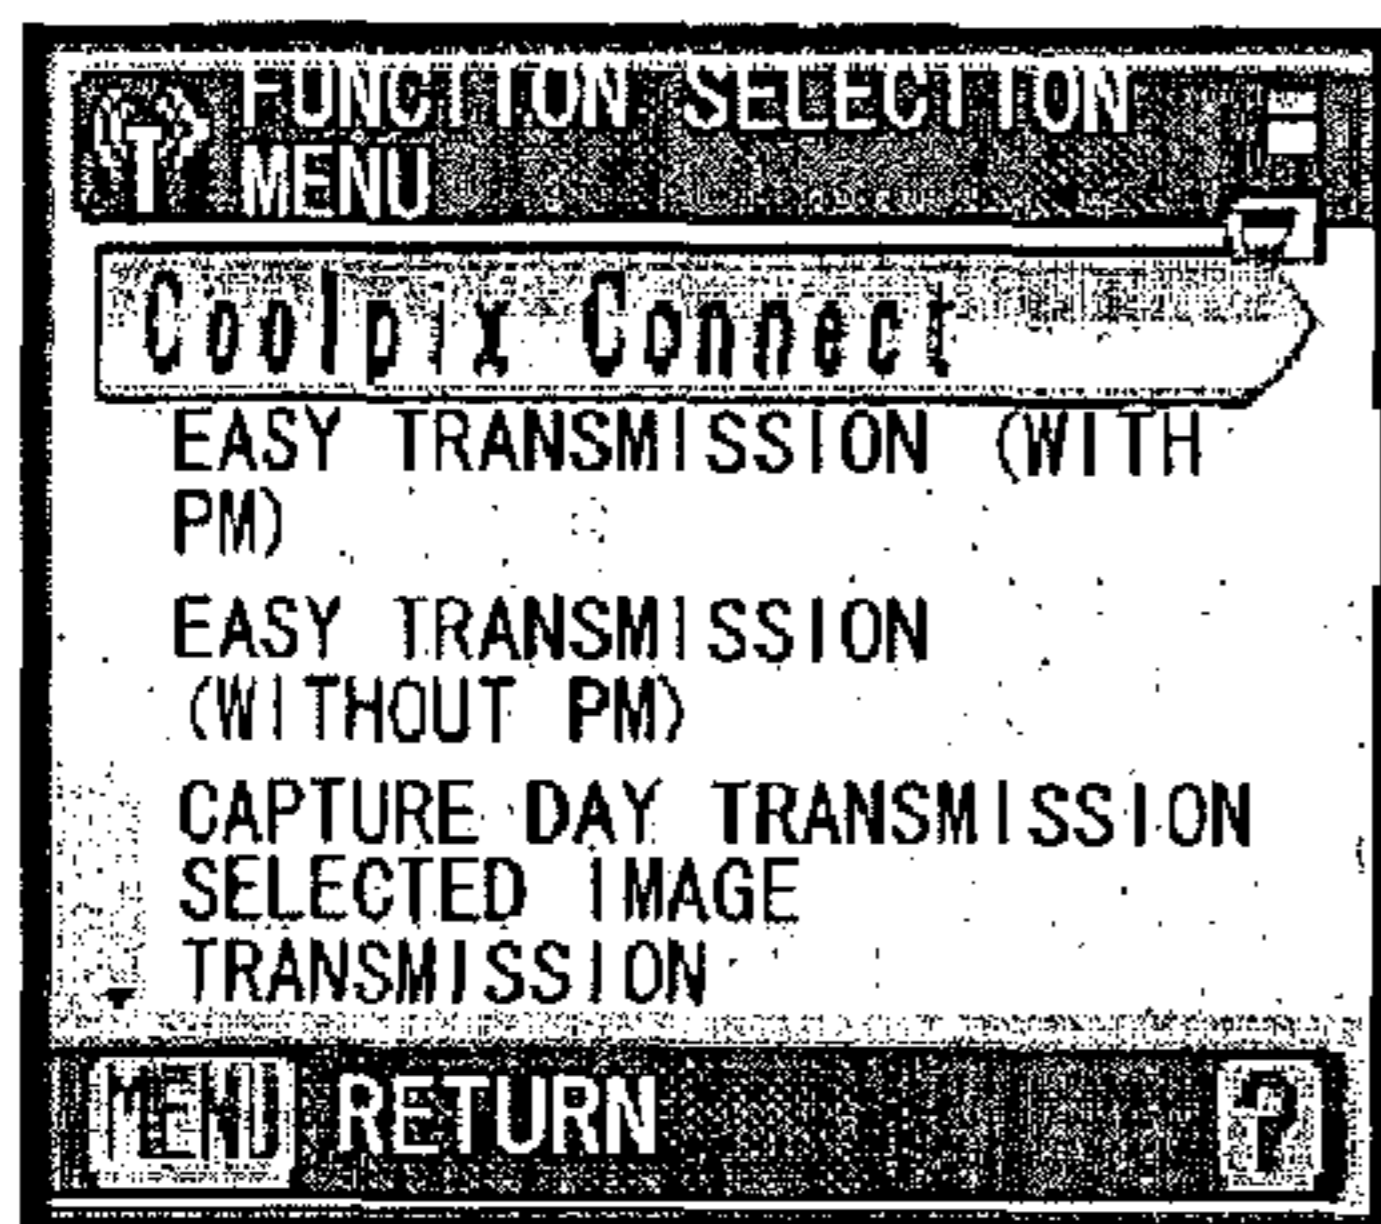 FUNCTION SELECTION
MENU
T
Coolpix Connect
EASY TRANSMISSION (WITH
PM)
EASY TRANSMISSION
(WITHOUT PM)
CAPTURE DAY TRANSMISSION
SELECTED IMAGE
TRANSMISSION
MENU RETURN ?